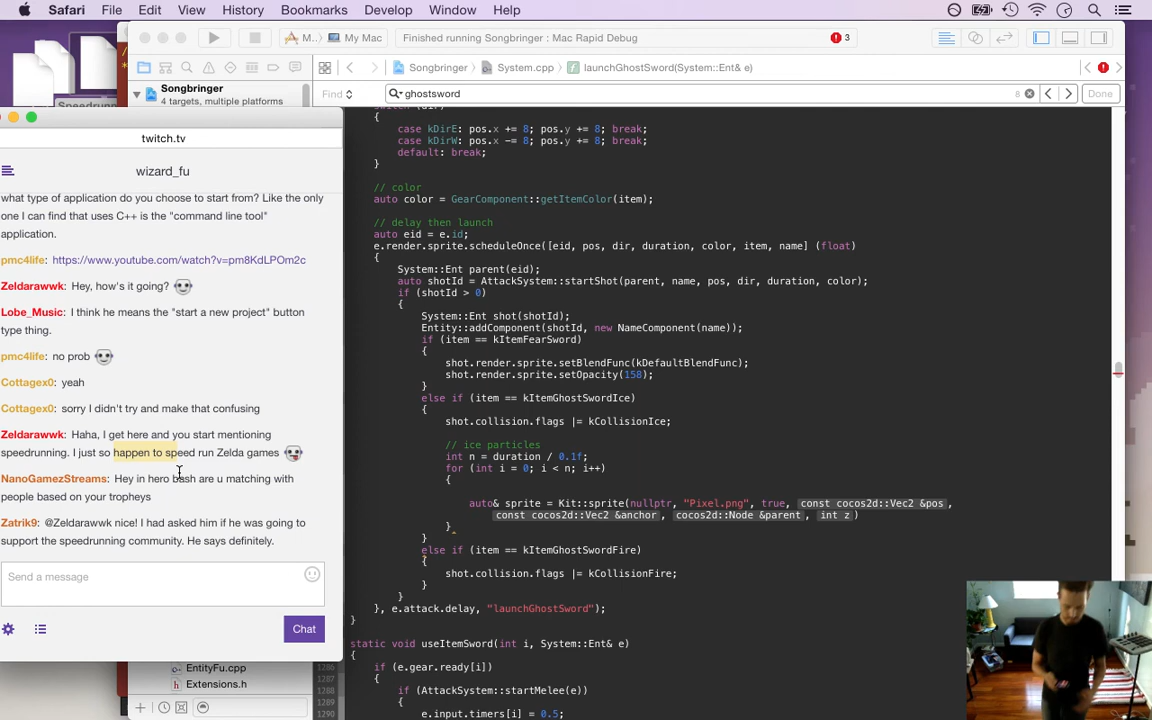 Safari File Edit View History Bookmarks Develop Window Help
M... My Mac
Finished running Songbringer : Mac Rapid Debug
3
Songbringer
4 targets, multiple platforms
Songbringer System.cpp launchGhostSword(System::Ent& e)
Find ghostsword 8 Done
twitch.tv
wizard_fu
what type of application do you choose to start from? Like the only
one I can find that uses C++ is the "command line tool"
application.
pmc4life: https://www.youtube.com/watch?v=pm8KdLPOm2c
Zeldarawwk: Hey, how's it going?
Lobe_Music: I think he means the "start a new project" button
type thing.
pmc4life: no prob
Cottagex0: yeah
Cottagex0: sorry I didn't try and make that confusing
Zeldarawwk: Haha, I get here and you start mentioning
speedrunning. I just so happen to speed run Zelda games
NanoGamezStreams: Hey in hero bash are u matching with
people based on your tropheys
Zatrik9: @Zeldarawwk nice! I had asked him if he was going to
support the speedrunning community. He says definitely.
Send a message
Chat
EntityFu.cpp
Extensions.h
{
case kDirE: pos.x += 8; pos.y += 8; break;
case kDirW: pos.x -= 8; pos.y += 8; break;
default: break;
}
// color
auto color = GearComponent::getItemColor(item);
// delay then launch
auto eid = e.id;
e.render.sprite.scheduleOnce([eid, pos, dir, duration, color, item, name] (float)
{
System::Ent parent(eid);
auto shotId = AttackSystem::startShot(parent, name, pos, dir, duration, color);
if (shotId > 0)
{
System::Ent shot(shotId);
Entity::addComponent(shotId, new NameComponent(name));
if (item == kItemFearSword)
{
shot.render.sprite.setBlendFunc(kDefaultBlendFunc);
shot.render.sprite.setOpacity(158);
}
else if (item == kItemGhostSwordIce)
{
shot.collision.flags |= kCollisionIce;
// ice particles
int n = duration / 0.1f;
for (int i = 0; i < n; i++)
{
auto& sprite = Kit::sprite(nullptr, "Pixel.png", true, const cocos2d::Vec2 &pos,
const cocos2d::Vec2 &anchor, cocos2d::Node &parent, int z)
}
}
else if (item == kItemGhostSwordFire)
{
shot.collision.flags |= kCollisionFire;
}
}
}, e.attack.delay, "launchGhostSword");
}
static void useItemSword(int i, System::Ent& e)
{
1286 if (e.gear.ready[i])
1287 {
1288 if (AttackSystem::startMelee(e))
1289 {
1290 e.input.timers[i] = 0.5;